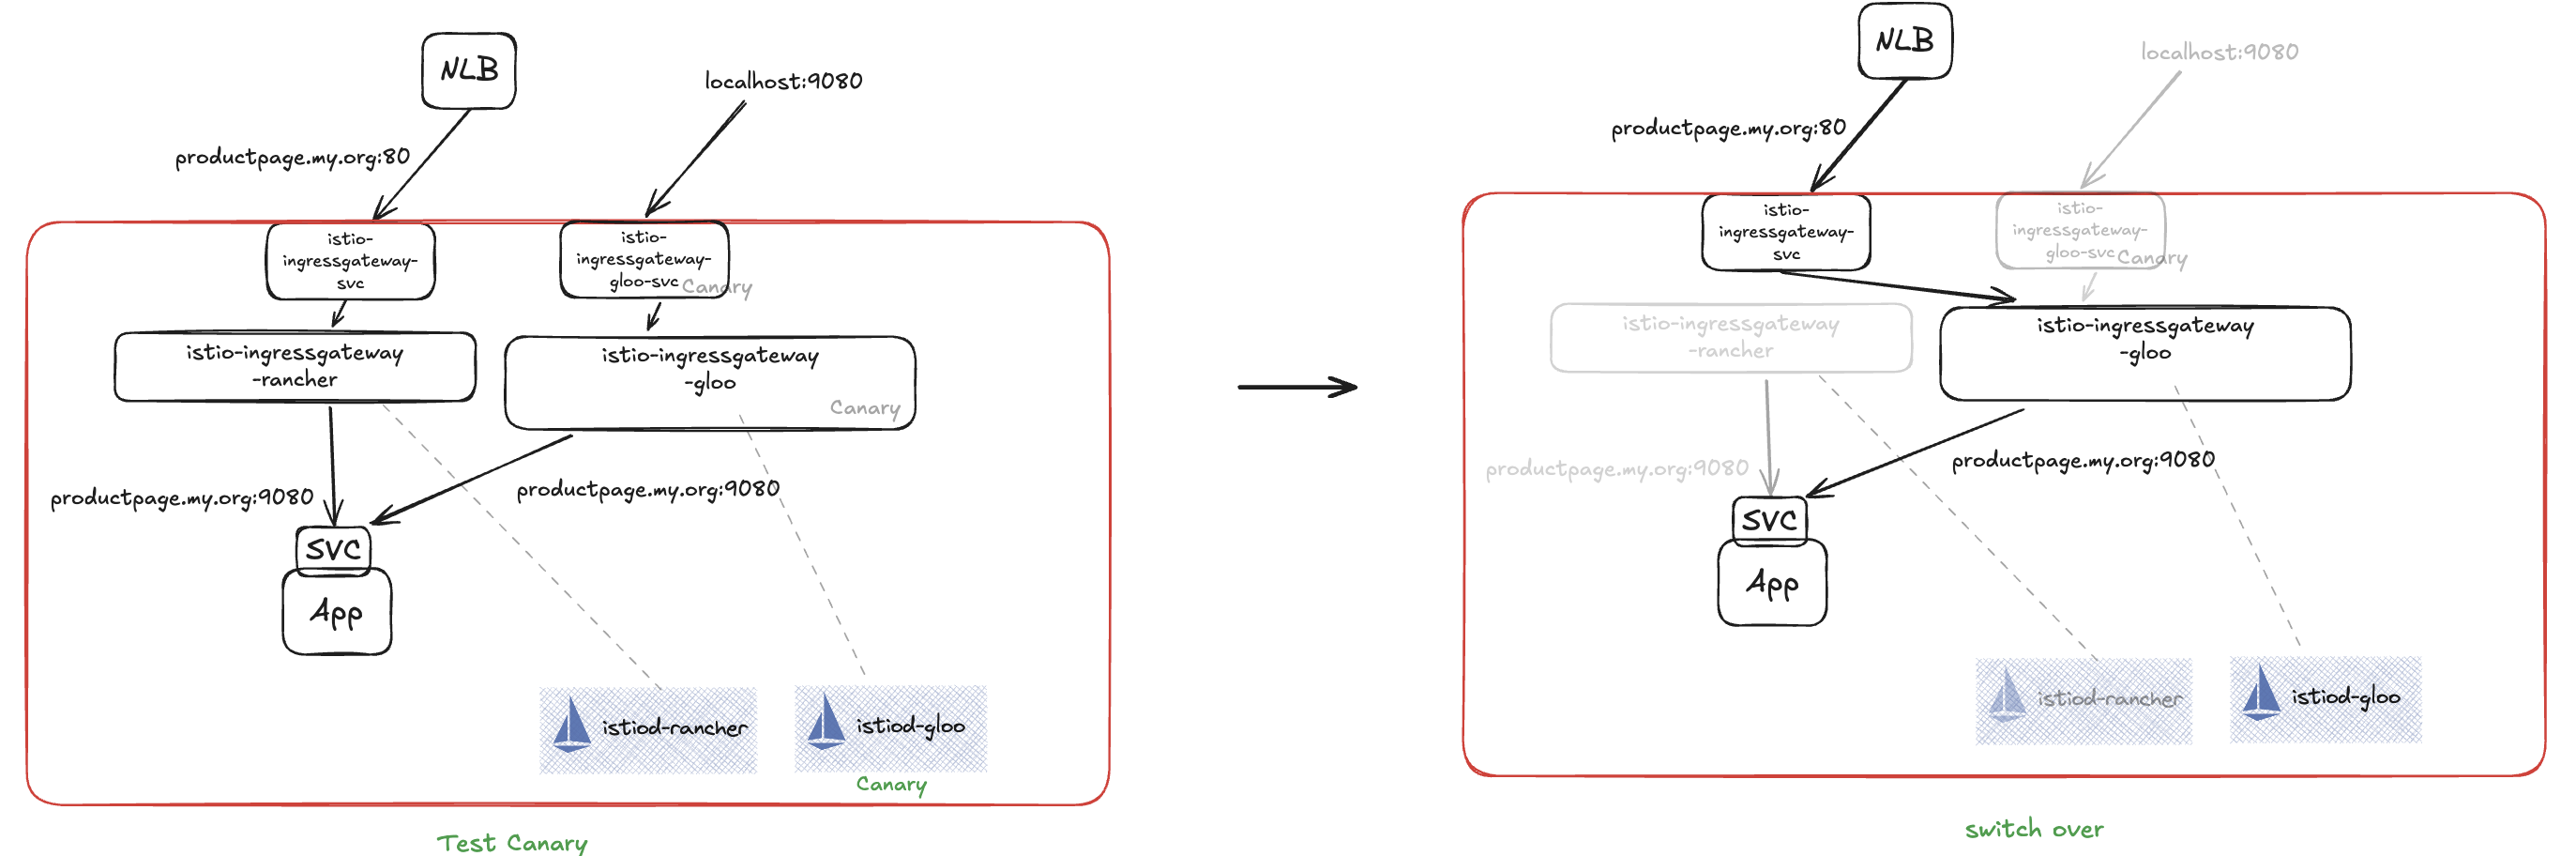 NLB
localhost:9080
productpage.my.org:80
istio-
ingressgateway-
svc
istio-
ingressgateway-
gloo-svc
Canary
istio-ingressgateway
-rancher
istio-ingressgateway
-gloo
Canary
productpage.my.org:9080
productpage.my.org:9080
SVC
App
istiod-rancher
istiod-gloo
Canary
Test Canary
NLB
localhost:9080
productpage.my.org:80
istio-
ingressgateway-
svc
istio-
ingressgateway-
gloo-svc
Canary
istio-ingressgateway
-rancher
istio-ingressgateway
-gloo
productpage.my.org:9080
productpage.my.org:9080
SVC
App
istiod-rancher
istiod-gloo
switch over